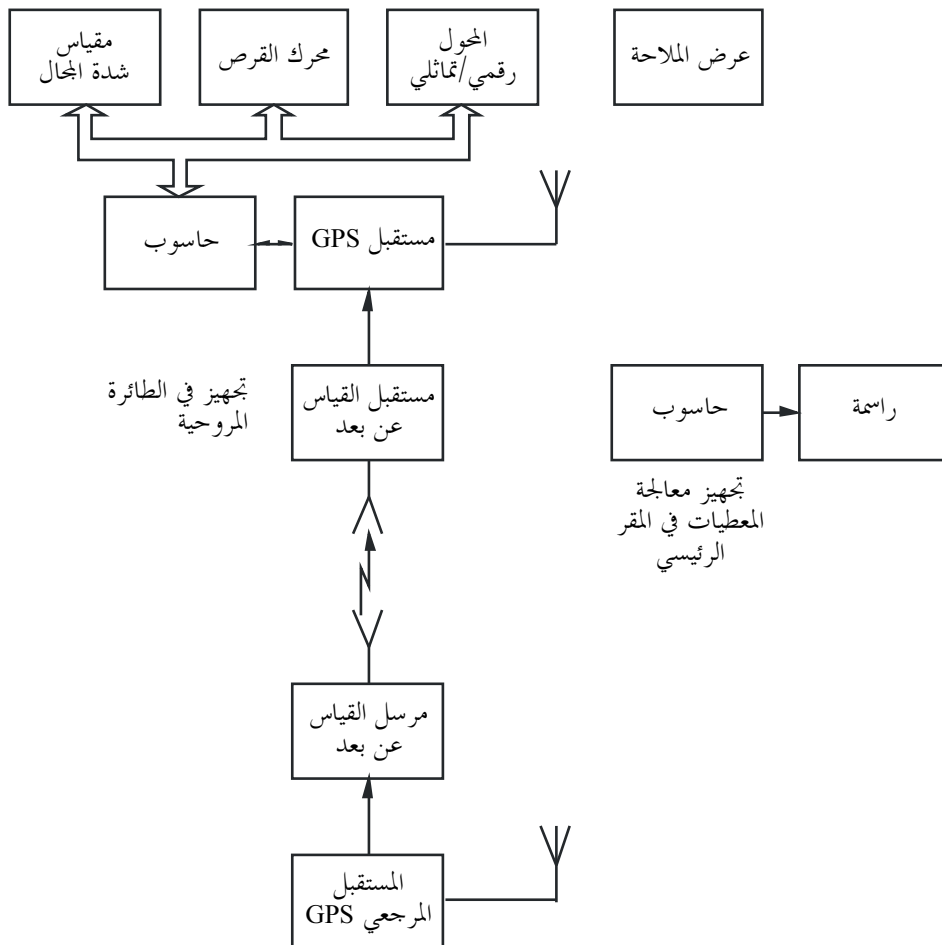 مقياس
شدة المجال
محرك القرص
المحول
رقمي/تماثلي
عرض الملاحة
حاسوب
مستقبل GPS
تجهيز في الطائرة
المروحية
مستقبل القياس
عن بعد
حاسوب
راسمة
تجهيز معالجة
المعطيات في المقر
الرئيسي
مرسل القياس
عن بعد
المستقبل
المرجعي GPS